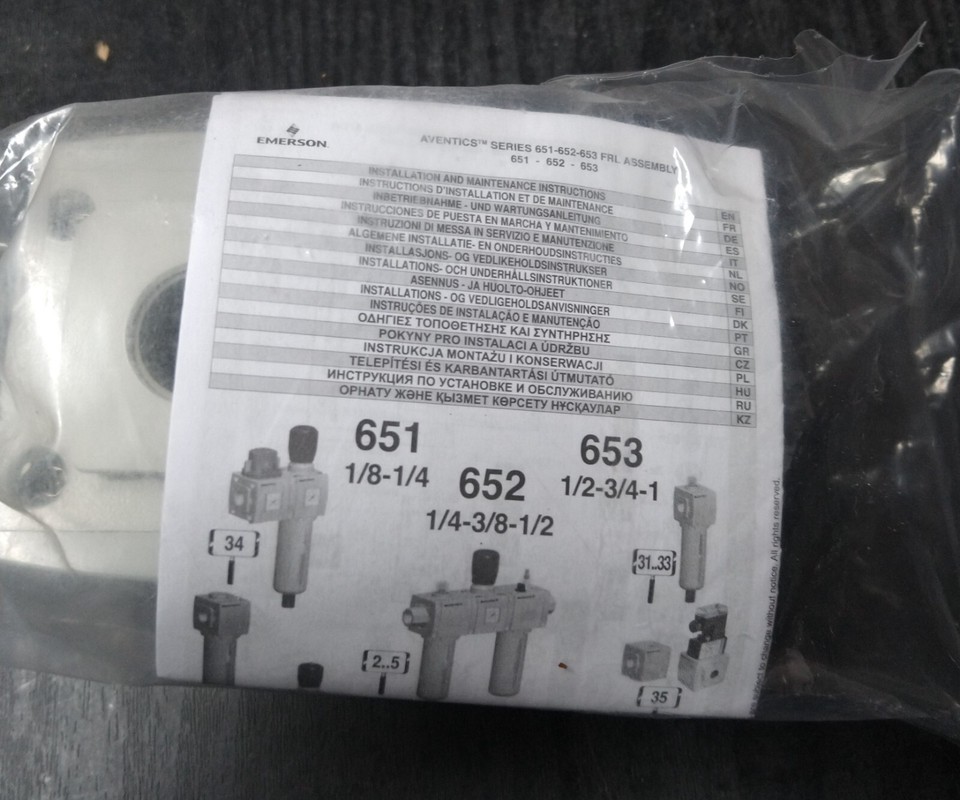 EMERSON
AVENTICS™ SERIES 651-652-653 FRL ASSEMBLY
651 - 652 - 653
INSTALLATION AND MAINTENANCE INSTRUCTIONS EN
INSTRUCTIONS D'INSTALLATION ET DE MAINTENANCE FR
INBETRIEBNAHME - UND WARTUNGSANLEITUNG DE
INSTRUCCIONES DE PUESTA EN MARCHA Y MANTENIMIENTO ES
INSTRUZIONI DI MESSA IN SERVIZIO E MANUTENZIONE IT
ALGEMENE INSTALLATIE- EN ONDERHOUDSINSTRUCTIES NL
INSTALLASJONS- OG VEDLIKEHOLDSINSTRUKSER NO
INSTALLATIONS- OCH UNDERHÅLLSINSTRUKTIONER SE
ASENNUS - JA HUOLTO-OHJEET FI
INSTALLATIONS - OG VEDLIGEHOLDSANVISNINGER DK
INSTRUÇÕES DE INSTALAÇÃO E MANUTENÇÃO PT
ΟΔΗΓΙΕΣ ΤΟΠΟΘΕΤΗΣΗΣ ΚΑΙ ΣΥΝΤΗΡΗΣΗΣ GR
POKYNY PRO INSTALACI A ÚDRŽBU CZ
INSTRUKCJA MONTAŻU I KONSERWACJI PL
TELEPÍTÉSI ÉS KARBANTARTÁSI ÚTMUTATÓ HU
ИНСТРУКЦИЯ ПО УСТАНОВКЕ И ОБСЛУЖИВАНИЮ RU
ОРНАТУ ЖӘНЕ ҚЫЗМЕТ КӨРСЕТУ НҰСҚАУЛАР KZ
651
1/8-1/4
652
1/4-3/8-1/2
653
1/2-3/4-1
34
31..33
2..5
35
subject to change without notice. All rights reserved.